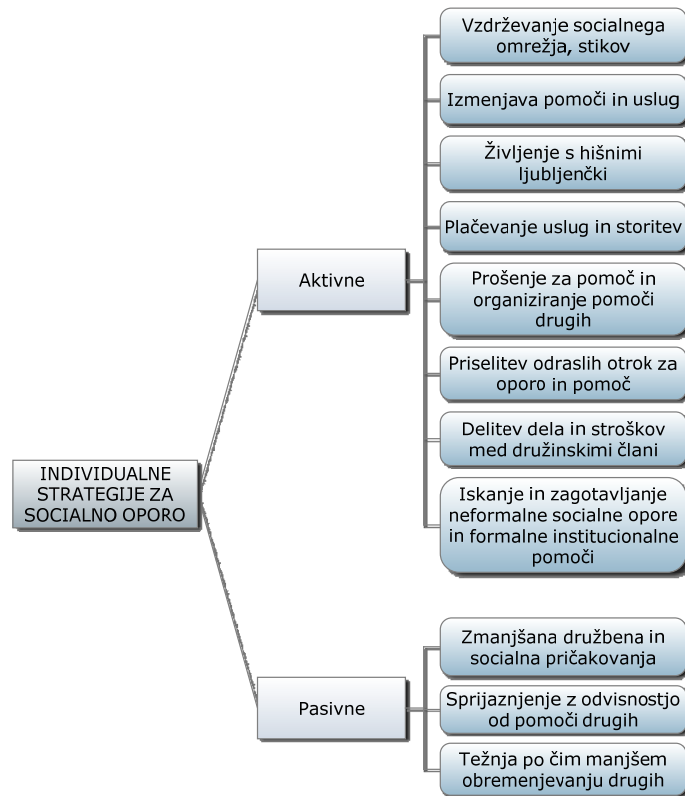 Vzdrževanje socialnega
omrežja, stikov
Izmenjava pomoči in uslug
Življenje s hišnimi
ljubljenčki
Plačevanje uslug in storitev
Aktivne
Prošenje za pomoč in
organiziranje pomoči
drugih
Priselitev odraslih otrok za
oporo in pomoč
Delitev dela in stroškov
med družinskimi člani
INDIVIDUALNE
STRATEGIJE ZA
SOCIALNO OPORO
Iskanje in zagotavljanje
neformalne socialne opore
in formalne institucionalne
pomoči
Zmanjšana družbena in
socialna pričakovanja
Pasivne
Sprijaznjenje z odvisnostjo
od pomoči drugih
Težnja po čim manjšem
obremenjevanju drugih